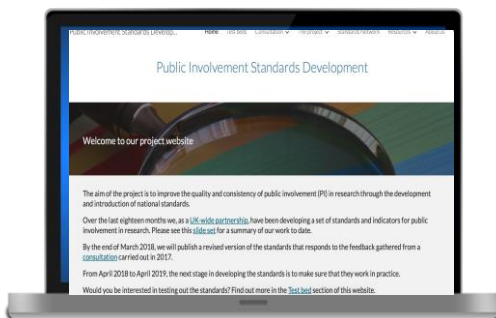 Public Involvement Standards Develop... Home Test beds Consultation The project Standards Network Resources About us
Public Involvement Standards Development
Welcome to our project website
The aim of the project is to improve the quality and consistency of public involvement (PI) in research through the development
and introduction of national standards.
Over the last eighteen months we, as a UK-wide partnership, have been developing a set of standards and indicators for public
involvement in research. Please see this slide set for a summary of our work to date.
By the end of March 2018, we will publish a revised version of the standards that responds to the feedback gathered from a
consultation carried out in 2017.
From April 2018 to April 2019, the next stage in developing the standards is to make sure that they work in practice.
Would you be interested in testing out the standards? Find out more in the Test bed section of this website.